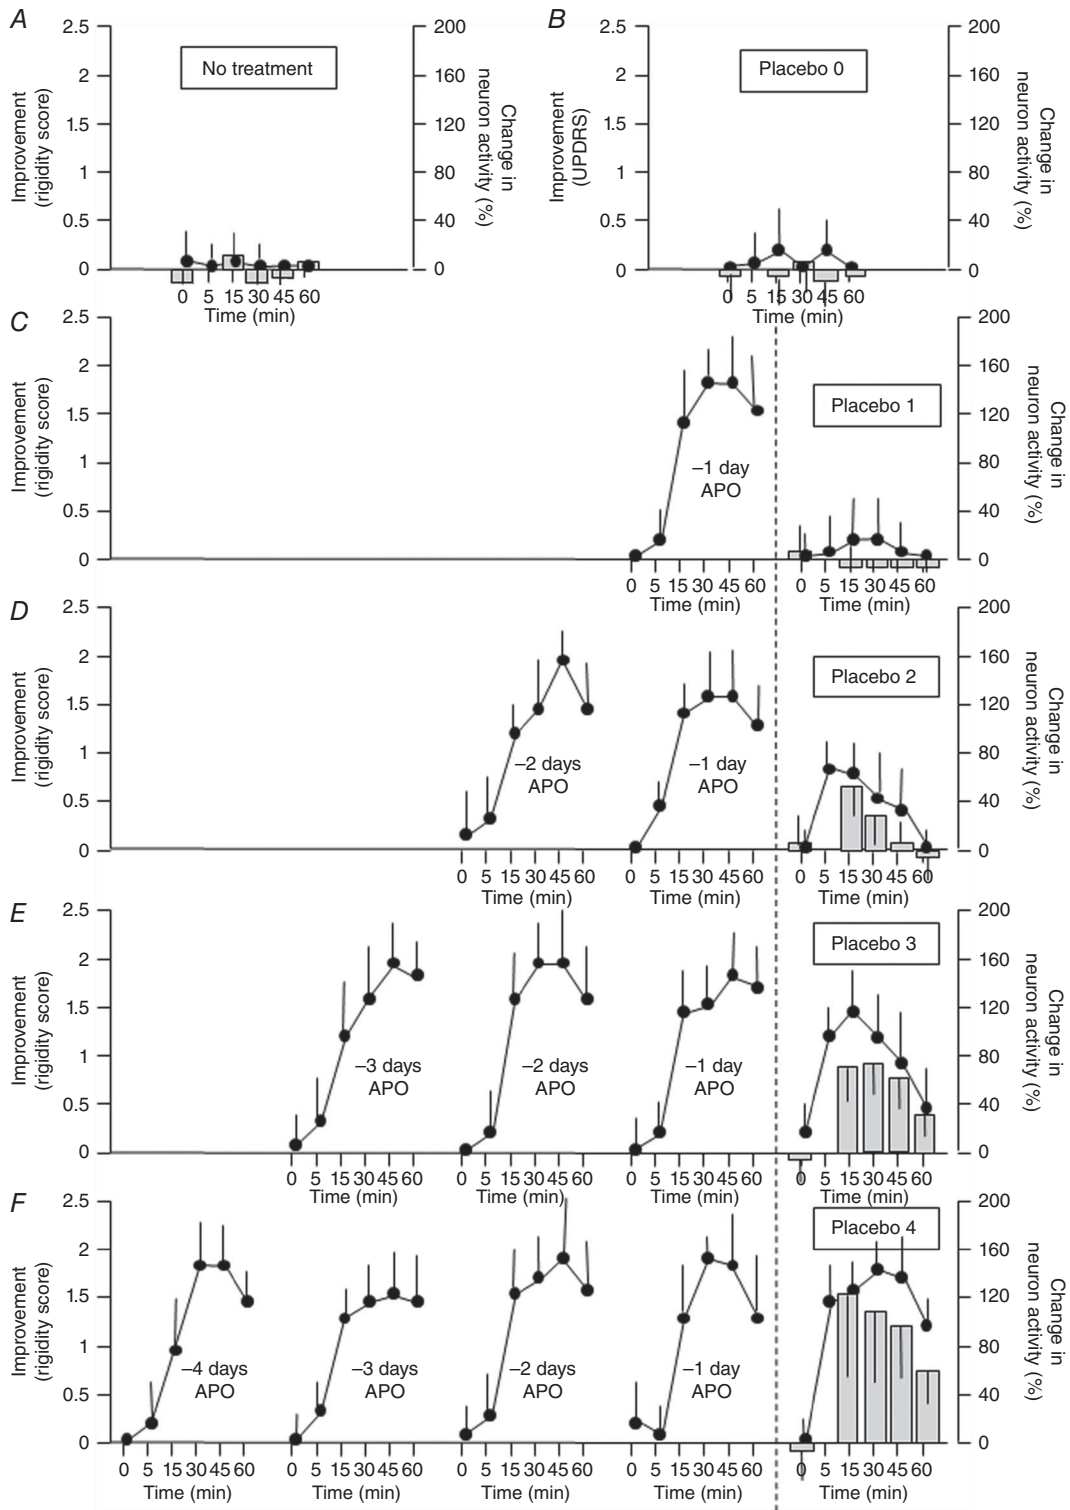 A
2.5
2
1.5
1
0.5
0
Improvement
(rigidity score)
No treatment
200
160
120
80
40
0
Change in
neuron activity (%)
0 5 15 30 45 60
Time (min)
B
2.5
2
1.5
1
0.5
0
Improvement
(UPDRS)
Placebo 0
200
160
120
80
40
0
Change in
neuron activity (%)
0 5 15 30 45 60
Time (min)
C
2.5
2
1.5
1
0.5
0
Improvement
(rigidity score)
–1 day
APO
Placebo 1
200
160
120
80
40
0
Change in
neuron activity (%)
0 5 15 30 45 60
Time (min)
0 5 15 30 45 60
Time (min)
D
2.5
2
1.5
1
0.5
0
Improvement
(rigidity score)
–2 days
APO
–1 day
APO
Placebo 2
200
160
120
80
40
0
Change in
neuron activity (%)
0 5 15 30 45 60
Time (min)
0 5 15 30 45 60
Time (min)
0 5 15 30 45 60
Time (min)
E
2.5
2
1.5
1
0.5
0
Improvement
(rigidity score)
–3 days
APO
–2 days
APO
–1 day
APO
Placebo 3
200
160
120
80
40
0
Change in
neuron activity (%)
0 5 15 30 45 60
Time (min)
0 5 15 30 45 60
Time (min)
0 5 15 30 45 60
Time (min)
0 5 15 30 45 60
Time (min)
F
2.5
2
1.5
1
0.5
0
Improvement
(rigidity score)
–4 days
APO
–3 days
APO
–2 days
APO
–1 day
APO
Placebo 4
200
160
120
80
40
0
Change in
neuron activity (%)
0 5 15 30 45 60
Time (min)
0 5 15 30 45 60
Time (min)
0 5 15 30 45 60
Time (min)
0 5 15 30 45 60
Time (min)
0 5 15 30 45 60
Time (min)